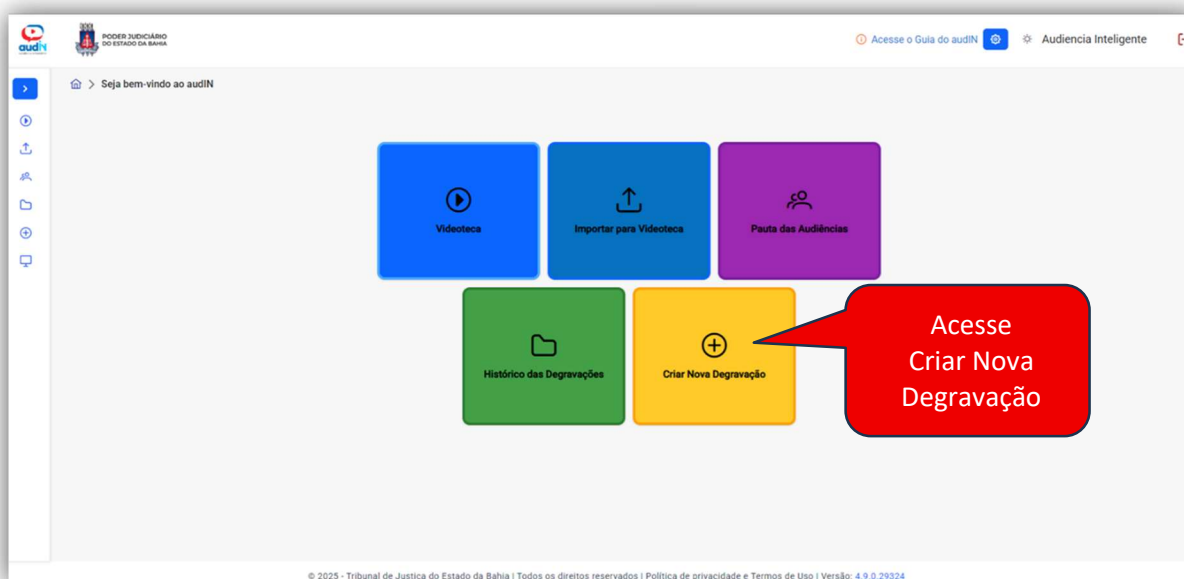 audIN
PODER JUDICIÁRIO
DO ESTADO DA BAHIA
Acesse o Guia do audIN
Audiencia Inteligente
> Seja bem-vindo ao audIN
Videoteca
Importar para Videoteca
Pauta das Audiências
Histórico das Degravações
Criar Nova Degravação
Acesse
Criar Nova
Degravação
© 2025 - Tribunal de Justiça do Estado da Bahia | Todos os direitos reservados | Política de privacidade e Termos de Uso | Versão: 4.9.0.29324